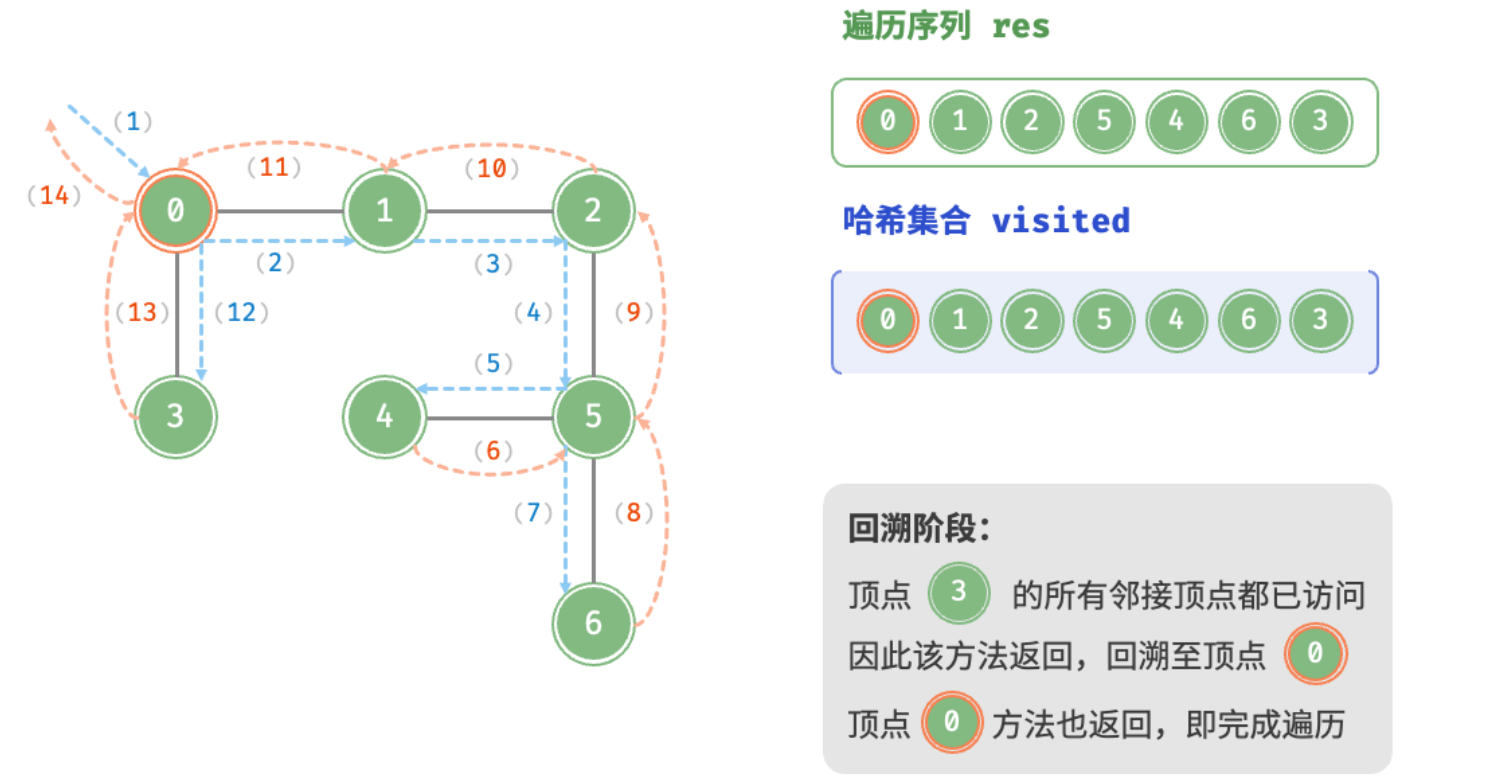 遍历序列 res
0 1 2 5 4 6 3
(1)
(11) (10)
(14)
0 1 2
(2) (3)
(13) (12) (4) (9)
(5)
3 4 5
(6)
(7) (8)
6
哈希集合 visited
0 1 2 5 4 6 3
回溯阶段:
顶点 3 的所有邻接顶点都已访问
因此该方法返回，回溯至顶点 0
顶点 0 方法也返回，即完成遍历